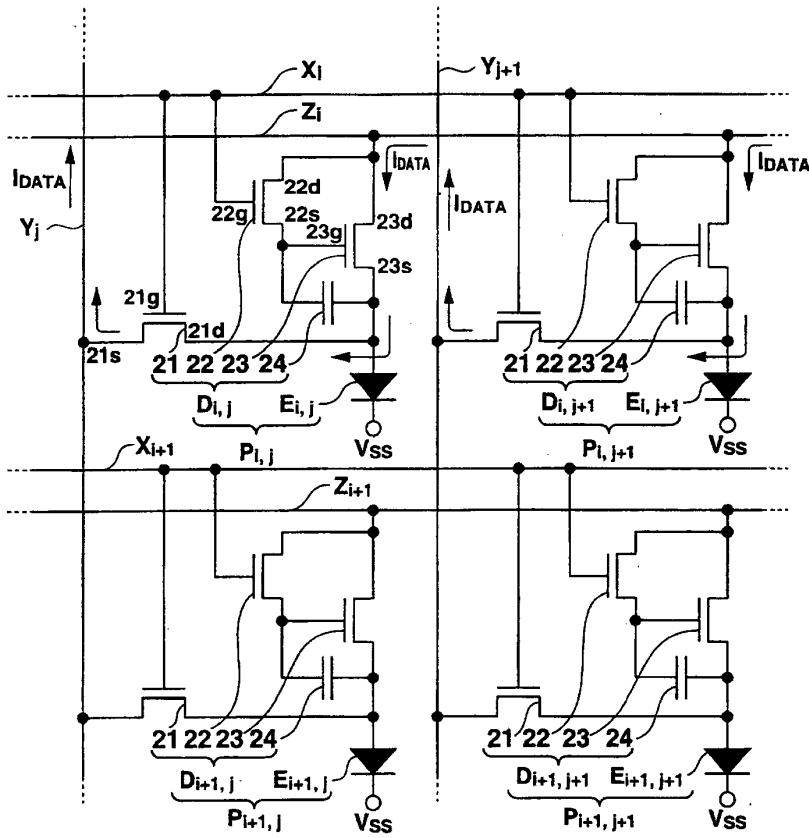 Xi
Yj+1
Zi
IDATA
IDATA
IDATA
IDATA
22d
22g
22s
23g
23d
Yj
23s
21g
21d
21s
21 22 23 24
21 22 23 24
Di, j
Ei, j
Di, j+1
Ei, j+1
Pi, j
VSS
Pi, j+1
VSS
Xi+1
Zi+1
21 22 23 24
21 22 23 24
Di+1, j
Ei+1, j
Di+1, j+1
Ei+1, j+1
Pi+1, j
VSS
Pi+1, j+1
VSS